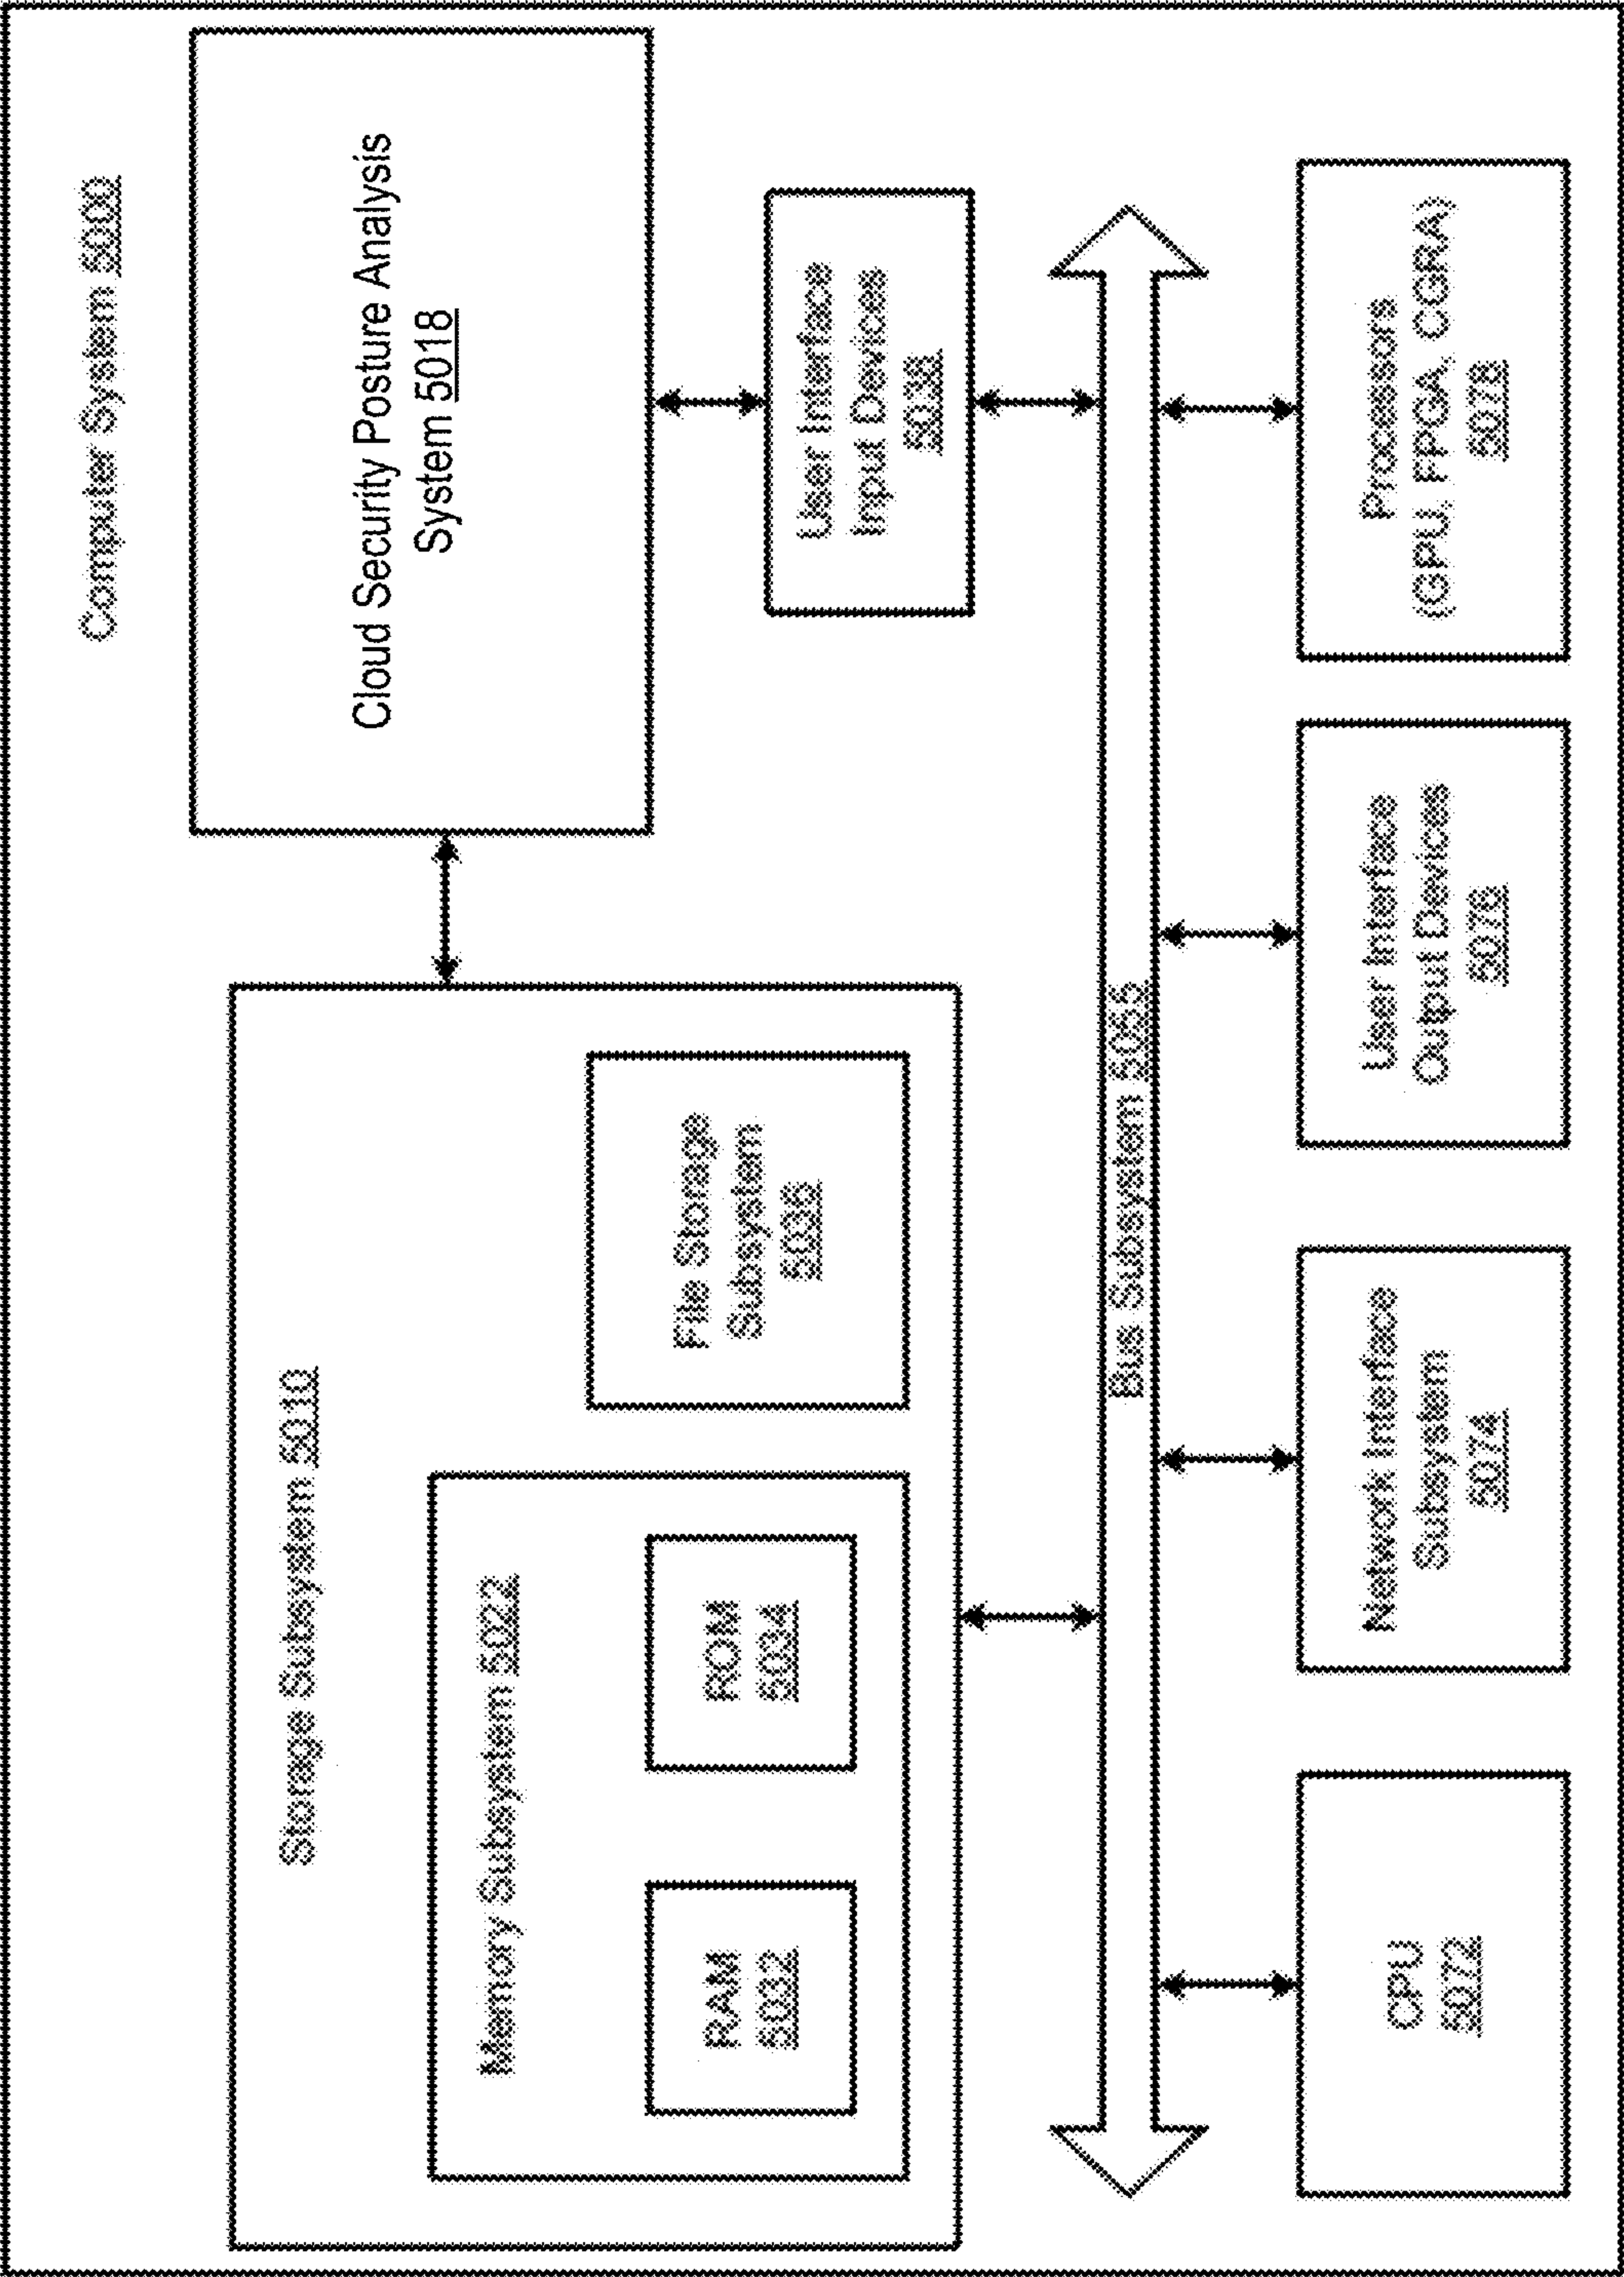 Computer System 5000
Storage Subsystem 5010
Memory Subsystem 5022
RAM
5032
ROM
5034
File Storage
Subsystem
5036
Cloud Security Posture Analysis
System 5018
User Interface
Input Devices
5038
Bus Subsystem 5055
CPU
5072
Network Interface
Subsystem
5074
User Interface
Output Devices
5076
Processors
(GPU, FPGA, CGRA)
5078